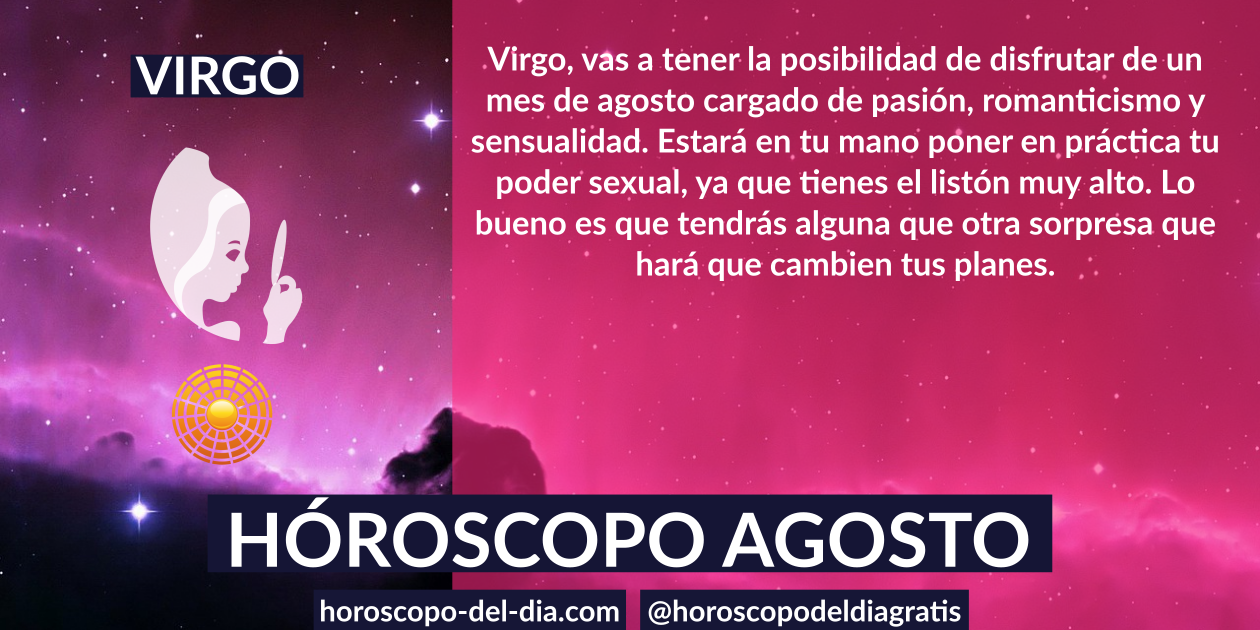 VIRGO
Virgo, vas a tener la posibilidad de disfrutar de un
mes de agosto cargado de pasión, romanticismo y
sensualidad. Estará en tu mano poner en práctica tu
poder sexual, ya que tienes el listón muy alto. Lo
bueno es que tendrás alguna que otra sorpresa que
hará que cambien tus planes.
HÓROSCOPO AGOSTO
horoscopo-del-dia.com
@horoscopodeldiagratis